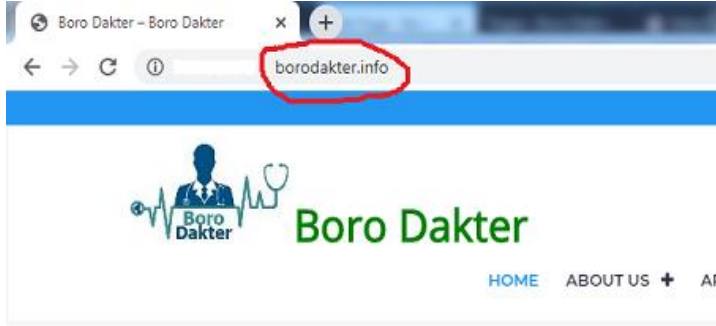 Boro Dakter – Boro Dakter
borodakter.info
Boro
Dakter
Boro Dakter
HOME ABOUT US + A